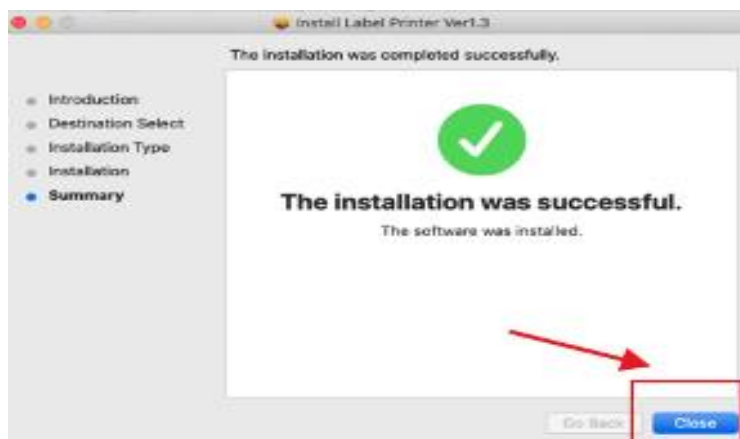 Install Label Printer Ver1.3
The installation was completed successfully.
Introduction
Destination Select
Installation Type
Installation
Summary
The installation was successful.
The software was installed.
Go Back
Close